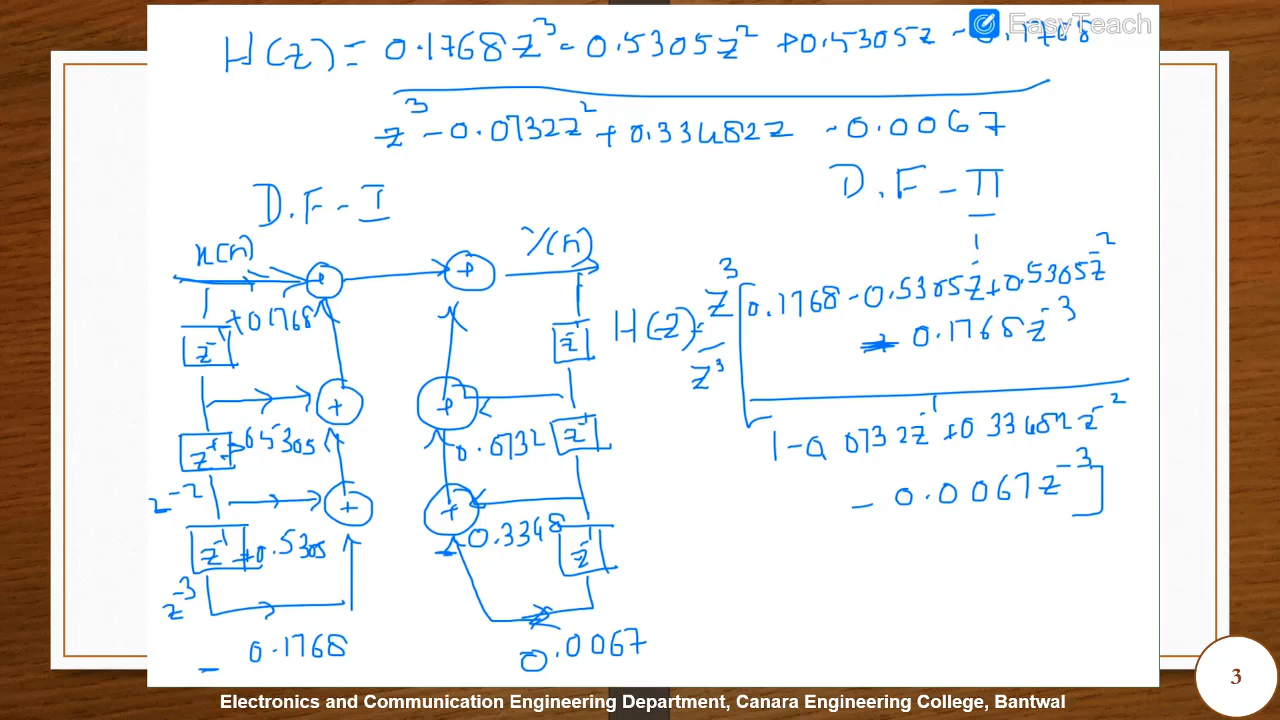 EasyTeach
H(z) = 0.1768z³ - 0.5305z² + 0.5305z - 0.1768
z³ - 0.0732z² + 0.33482z - 0.0067
D.F - I
D.F - II
x(n)
y(n)
+
+
+0.1768
z⁻¹
z⁻¹
H(z) = z³ [0.1768 - 0.5305z⁻¹ + 0.5305z⁻²
- 0.1768z⁻³
z³
1 - 0.0732z⁻¹ + 0.33482z⁻²
- 0.0067z⁻³]
+
+
z⁻¹
-0.5305
0.0732
z⁻¹
z⁻²
+
+
z⁻¹
+0.5305
-0.3348
z⁻¹
z⁻³
- 0.1768
0.0067
3
Electronics and Communication Engineering Department, Canara Engineering College, Bantwal